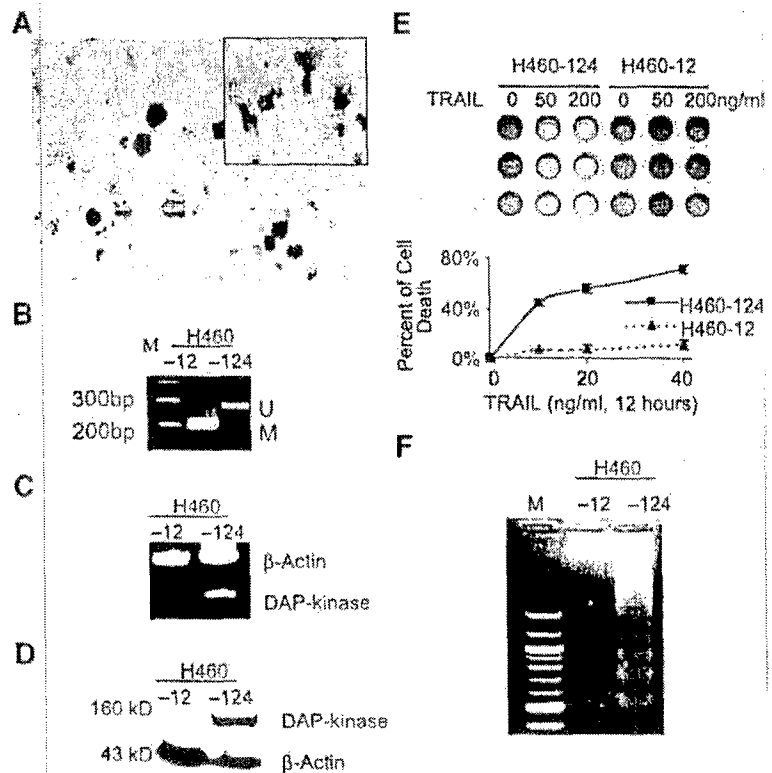 A
B
H460
M -12 -124
300bp
200bp
U
M
C
H460
-12 -124
β-Actin
DAP-kinase
D
H460
-12 -124
160 kD
DAP-kinase
43 kD
β-Actin
E
H460-124 H460-12
TRAIL 0 50 200 0 50 200ng/ml
80%
40%
0%
Percent of Cell
Death
H460-124
H460-12
0 20 40
TRAIL (ng/ml, 12 hours)
F
H460
M -12 -124